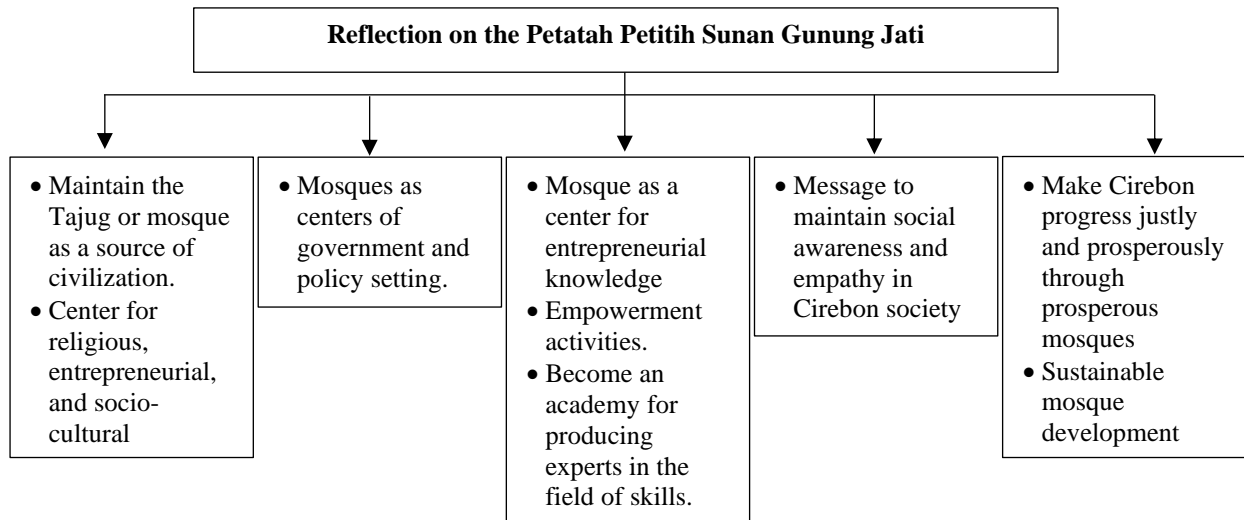 Reflection on the Petatah Petitih Sunan Gunung Jati
• Maintain the
Tajug or mosque
as a source of
civilization.
• Center for
religious,
entrepreneurial,
and socio-
cultural
• Mosques as
centers of
government and
policy setting.
• Mosque as a
center for
entrepreneurial
knowledge
• Empowerment
activities.
• Become an
academy for
producing
experts in the
field of skills.
• Message to
maintain social
awareness and
empathy in
Cirebon society
• Make Cirebon
progress justly
and prosperously
through
prosperous
mosques
• Sustainable
mosque
development